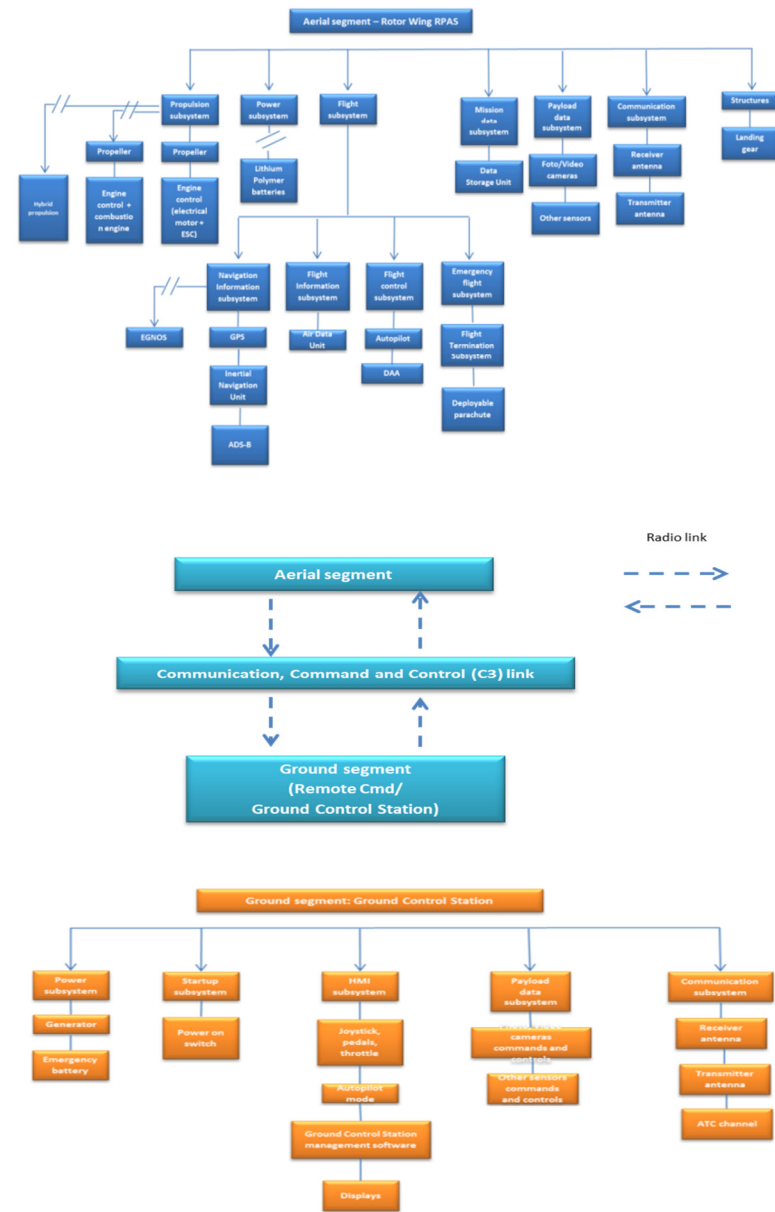 Aerial segment – Rotor Wing RPAS
Propulsion
subsystem
Power
subsystem
Flight
subsystem
Mission
data
subsystem
Payload
data
subsystem
Communication
subsystem
Structures
Landing
gear
Propeller
Propeller
Lithium
Polymer
batteries
Data
Storage Unit
Foto/Video
cameras
Receiver
antenna
Hybrid
propulsion
Engine
control +
combustio
n engine
Engine
control
(electrical
motor +
ESC)
Other sensors
Transmitter
antenna
Navigation
Information
subsystem
Flight
Information
subsystem
Flight
control
subsystem
Emergency
flight
subsystem
EGNOS
GPS
Air Data
Unit
Autopilot
Flight
Termination
Subsystem
Inertial
Navigation
Unit
DAA
Deployable
parachute
ADS-B
Radio link
Aerial segment
Communication, Command and Control (C3) link
Ground segment
(Remote Cmd/
Ground Control Station)
Ground segment: Ground Control Station
Power
subsystem
Startup
subsystem
HMI
subsystem
Payload
data
subsystem
Communication
subsystem
Generator
Power on
switch
Joystick,
pedals,
throttle
cameras
commands and
controls
Receiver
antenna
Emergency
battery
Autopilot
mode
Other sensors
commands
and controls
Transmitter
antenna
Ground Control Station
management software
ATC channel
Displays